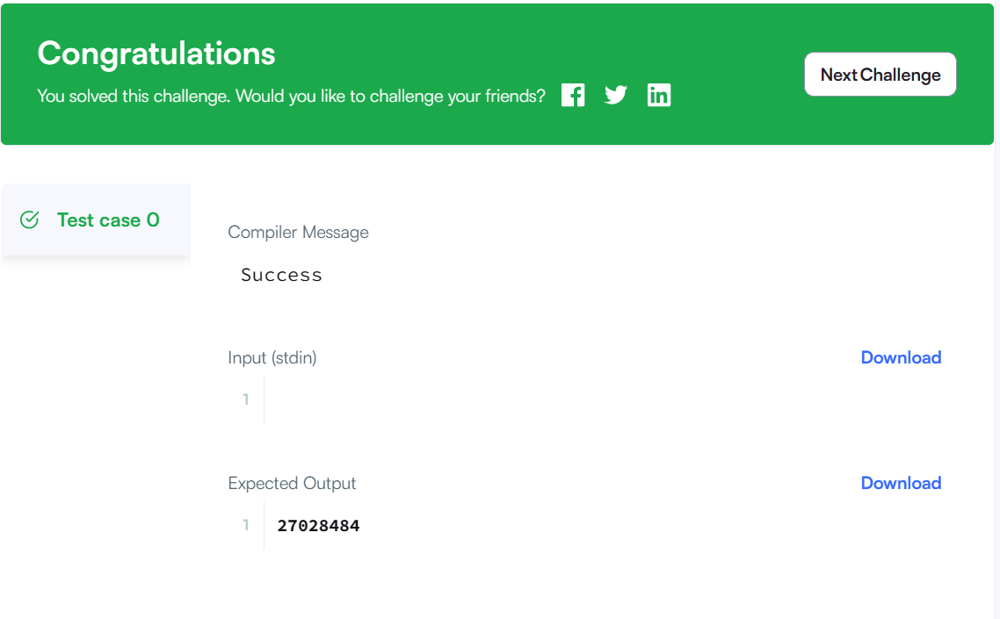 Congratulations
You solved this challenge. Would you like to challenge your friends?
Next Challenge
Test case 0
Compiler Message
Success
Input (stdin)
Download
1
Expected Output
Download
1 27028484